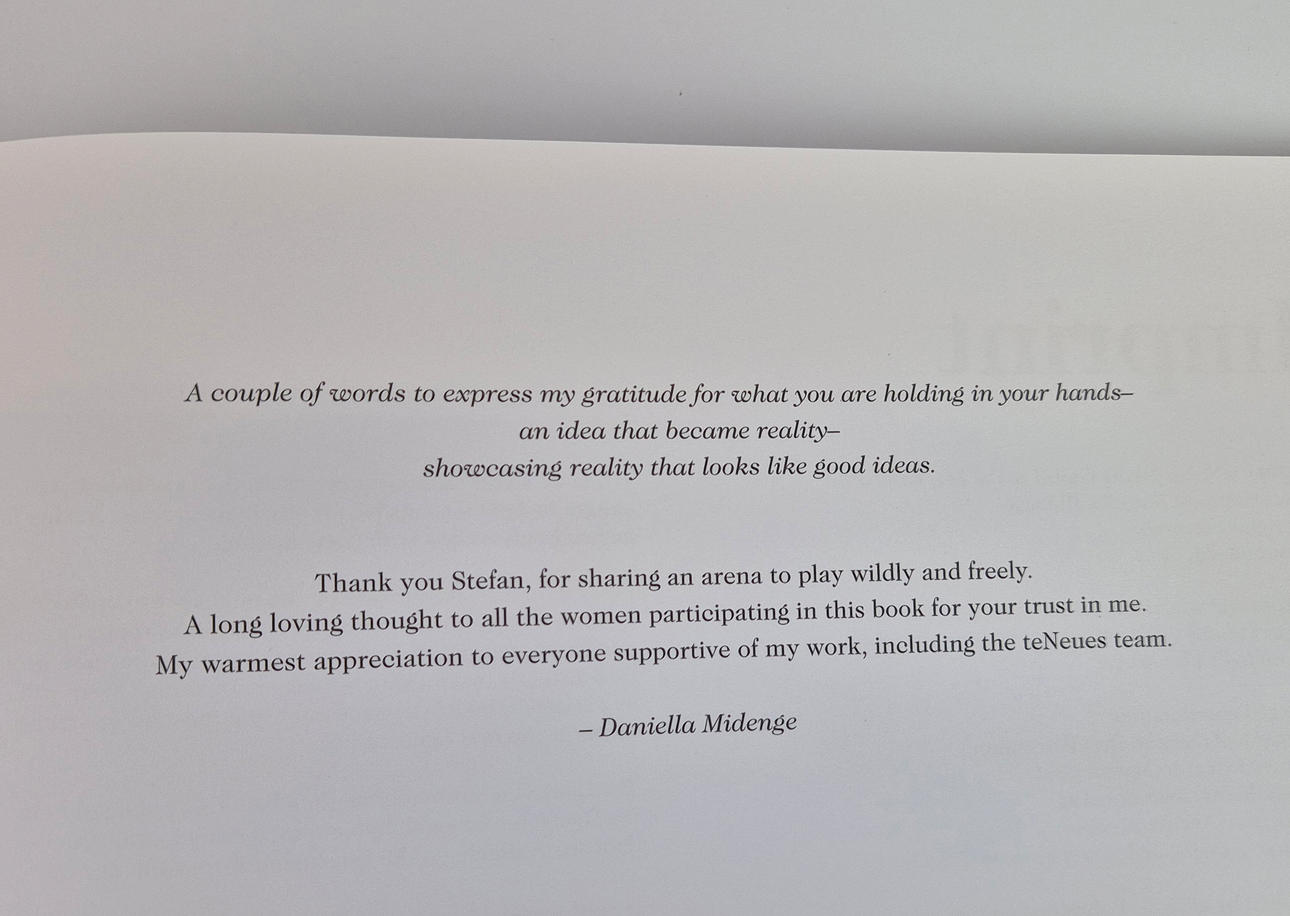 A couple of words to express my gratitude for what you are holding in your hands–
an idea that became reality–
showcasing reality that looks like good ideas.
Thank you Stefan, for sharing an arena to play wildly and freely.
A long loving thought to all the women participating in this book for your trust in me.
My warmest appreciation to everyone supportive of my work, including the teNeues team.
– Daniella Midenge